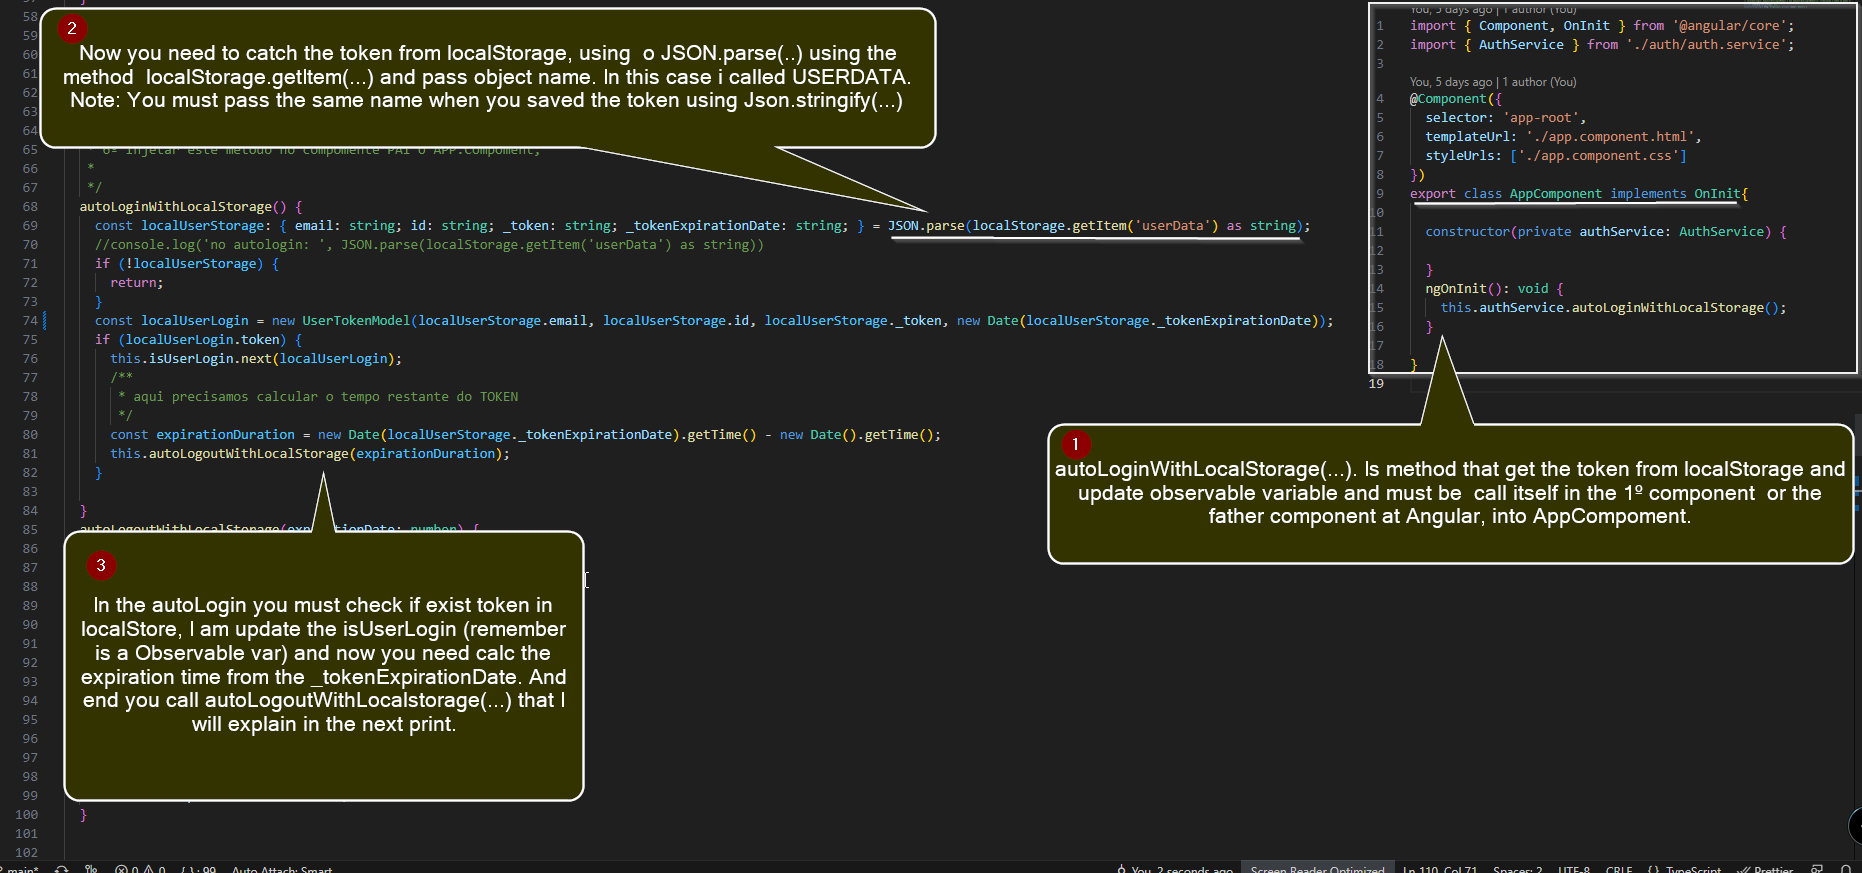 58
59
60
61
62
63
64
65
66 *
67 */
68 autoLoginWithLocalStorage() {
69 const localUserStorage: { email: string; id: string; _token: string; _tokenExpirationDate: string; } = JSON.parse(localStorage.getItem('userData') as string);
70 //console.log('no autologin: ', JSON.parse(localStorage.getItem('userData') as string))
71 if (!localUserStorage) {
72 return;
73 }
74 const localUserLogin = new UserTokenModel(localUserStorage.email, localUserStorage.id, localUserStorage._token, new Date(localUserStorage._tokenExpirationDate));
75 if (localUserLogin.token) {
76 this.isUserLogin.next(localUserLogin);
77 /**
78 * aqui precisamos calcular o tempo restante do TOKEN
79 */
80 const expirationDuration = new Date(localUserStorage._tokenExpirationDate).getTime() - new Date().getTime();
81 this.autoLogoutWithLocalStorage(expirationDuration);
82 }
83
84 }
85 autoLogoutWithLocalStorage(exp tionDate: number) {
86
87
88
89
90
91
92
93
94
95
96
97
98
99
100 }
101
102
2
Now you need to catch the token from localStorage, using o JSON.parse(..) using the
method localStorage.getItem(...) and pass object name. In this case i called USERDATA.
Note: You must pass the same name when you saved the token using Json.stringify(...)
You, 5 days ago | 1 author (You)
1 import { Component, OnInit } from '@angular/core';
2 import { AuthService } from './auth/auth.service';
3
You, 5 days ago | 1 author (You)
4 @Component({
5 selector: 'app-root',
6 templateUrl: './app.component.html',
7 styleUrls: ['./app.component.css']
8 })
9 export class AppComponent implements OnInit{
10
11 constructor(private authService: AuthService) {
12
13 }
14 ngOnInit(): void {
15 this.authService.autoLoginWithLocalStorage();
16 }
17
18 }
19
1
autoLoginWithLocalStorage(...). Is method that get the token from localStorage and
update observable variable and must be call itself in the 1º component or the
father component at Angular, into AppCompoment.
3
In the autoLogin you must check if exist token in
localStore, I am update the isUserLogin (remember
is a Observable var) and now you need calc the
expiration time from the _tokenExpirationDate. And
end you call autoLogoutWithLocalstorage(...) that I
will explain in the next print.
main* 0 0 {..}: 99 Auto Attach: Smart You, 2 seconds ago Screen Reader Optimized Ln 110, Col 71 Spaces: 2 UTF-8 CRLF {} TypeScript Prettier